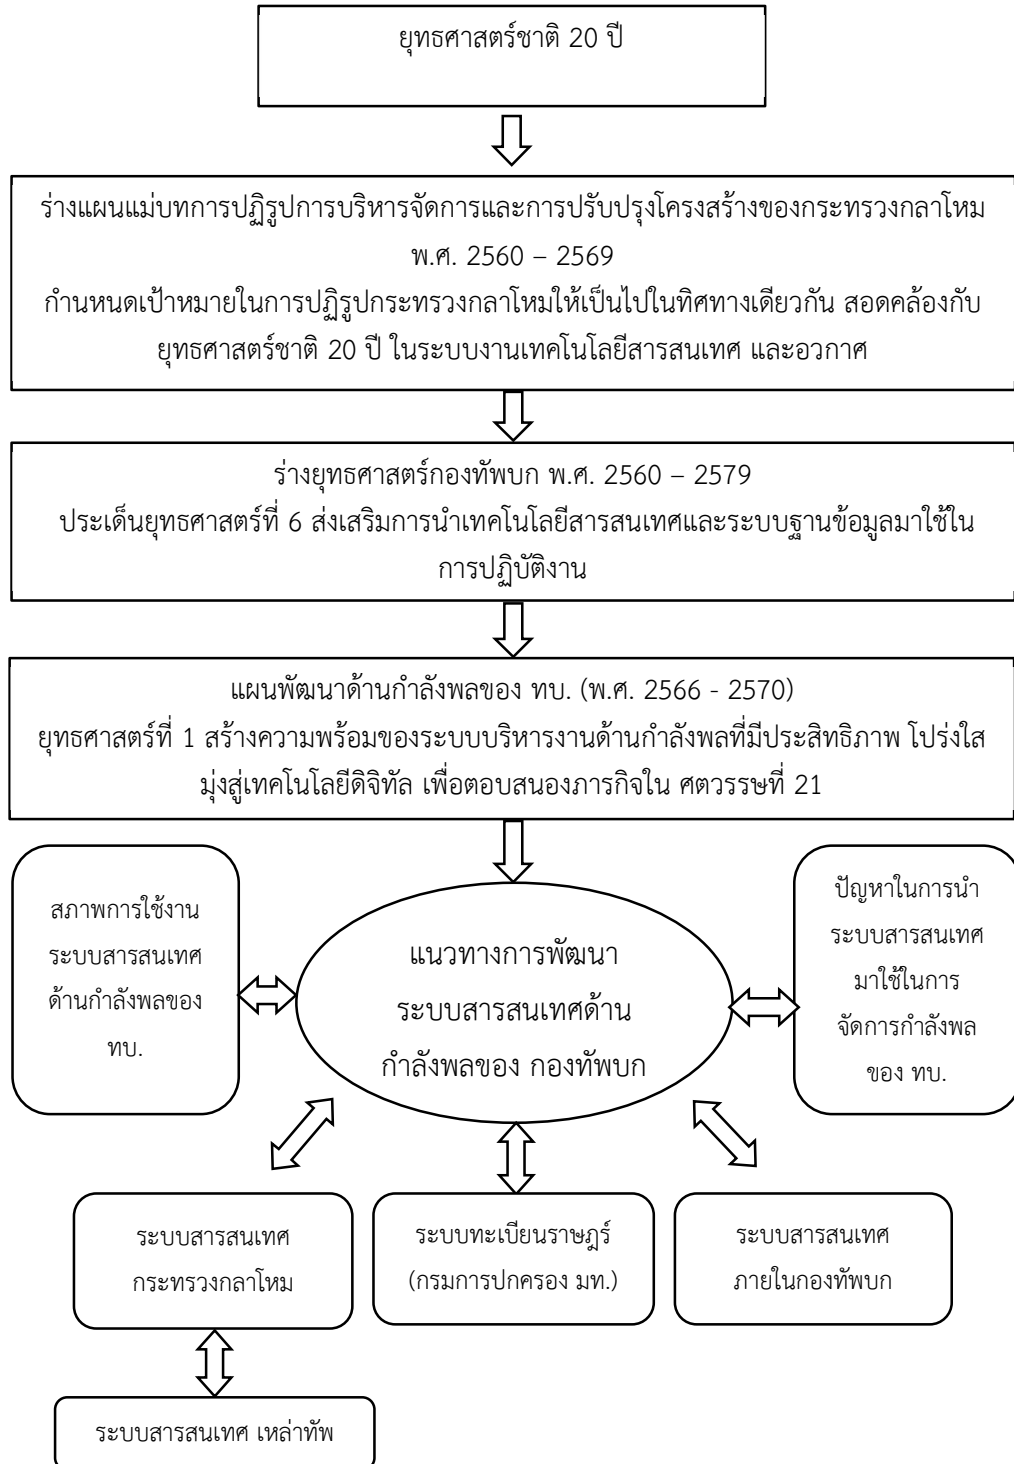 ยุทธศาสตร์ชาติ 20 ปี
ร่างแผนแม่บทการปฏิรูปการบริหารจัดการและการปรับปรุงโครงสร้างของกระทรวงกลาโหม
พ.ศ. 2560 – 2569
กำหนดเป้าหมายในการปฏิรูปกระทรวงกลาโหมให้เป็นไปในทิศทางเดียวกัน สอดคล้องกับ
ยุทธศาสตร์ชาติ 20 ปี ในระบบงานเทคโนโลยีสารสนเทศ และอวกาศ
ร่างยุทธศาสตร์กองทัพบก พ.ศ. 2560 – 2579
ประเด็นยุทธศาสตร์ที่ 6 ส่งเสริมการนำเทคโนโลยีสารสนเทศและระบบฐานข้อมูลมาใช้ใน
การปฏิบัติงาน
แผนพัฒนาด้านกำลังพลของ ทบ. (พ.ศ. 2566 - 2570)
ยุทธศาสตร์ที่ 1 สร้างความพร้อมของระบบบริหารงานด้านกำลังพลที่มีประสิทธิภาพ โปร่งใส
มุ่งสู่เทคโนโลยีดิจิทัล เพื่อตอบสนองภารกิจใน ศตวรรษที่ 21
สภาพการใช้งาน
ระบบสารสนเทศ
ด้านกำลังพลของ
ทบ.
แนวทางการพัฒนา
ระบบสารสนเทศด้าน
กำลังพลของ กองทัพบก
ปัญหาในการนำ
ระบบสารสนเทศ
มาใช้ในการ
จัดการกำลังพล
ของ ทบ.
ระบบสารสนเทศ
กระทรวงกลาโหม
ระบบทะเบียนราษฎร์
(กรมการปกครอง มท.)
ระบบสารสนเทศ
ภายในกองทัพบก
ระบบสารสนเทศ เหล่าทัพ